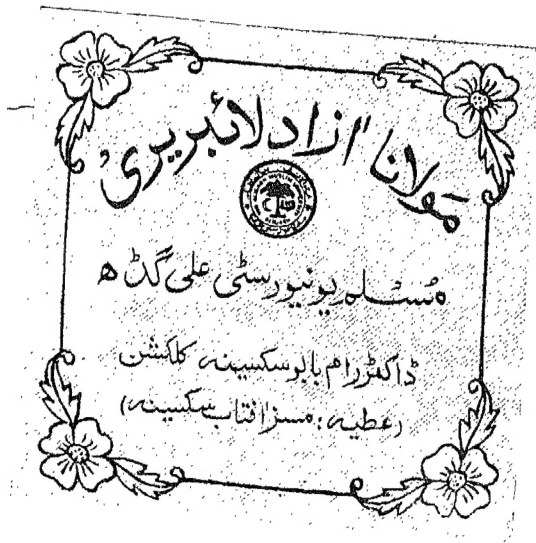 مولانا آزاد لائبریری
مسلم یونیورسٹی علی گڑھ
ڈاکٹر رام بابو سکسینہ کلکشن
(عطیہ: مسز آفتاب سکسینہ)